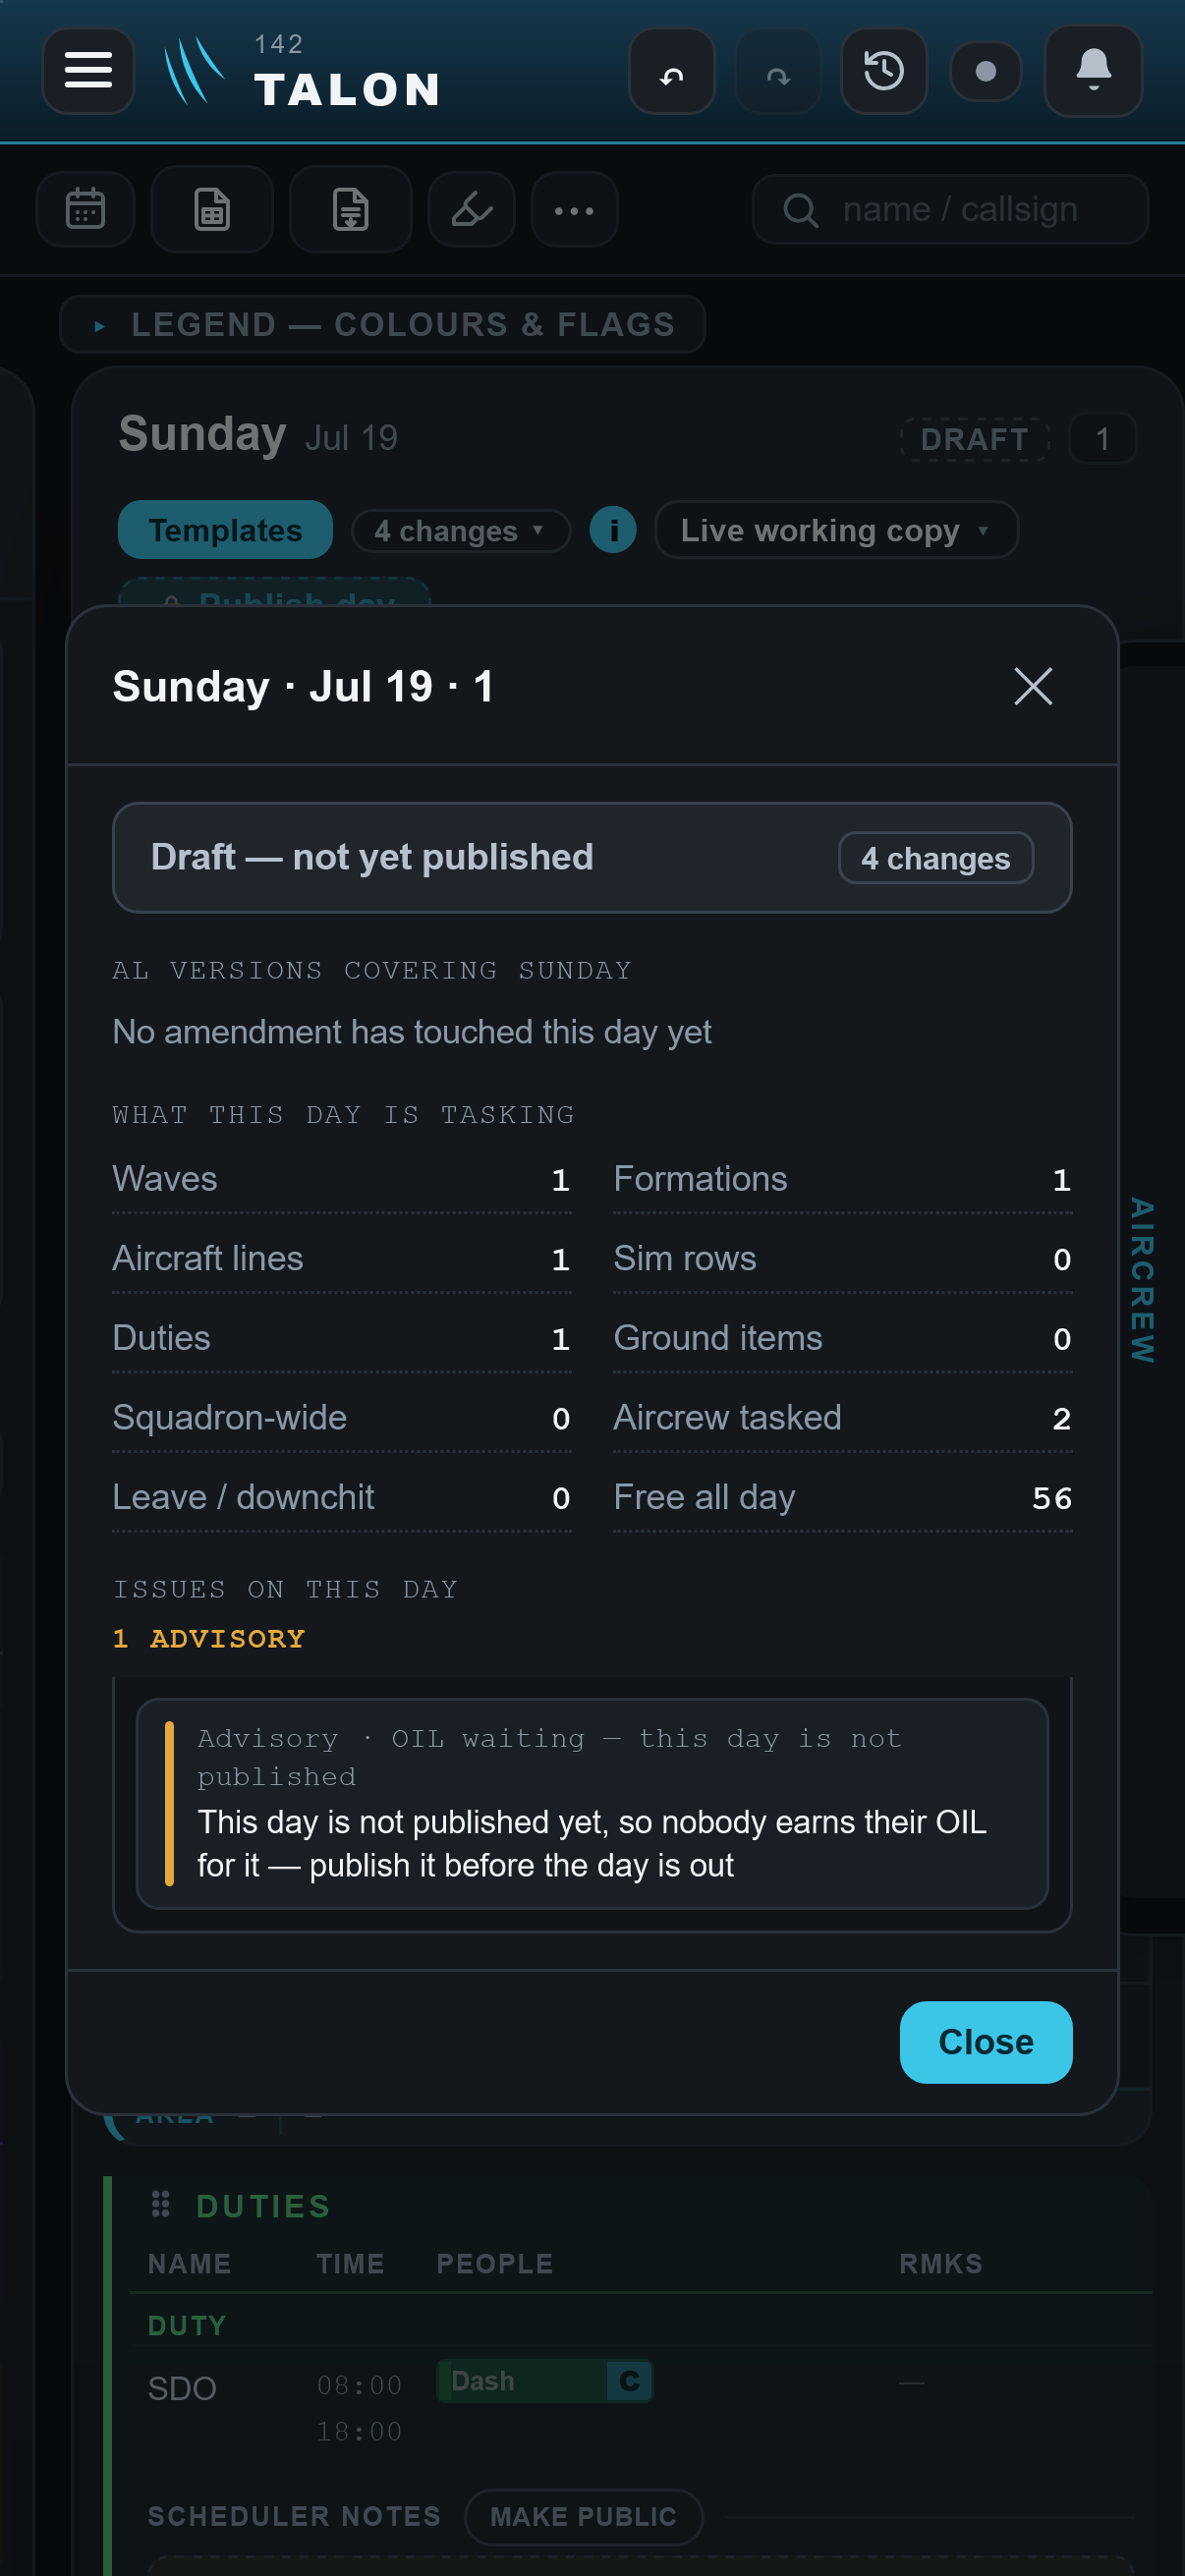 142
TALON
name / callsign
▸ LEGEND — COLOURS & FLAGS
Sunday Jul 19 DRAFT 1
Templates 4 changes ▾ i Live working copy ▾
Publish day
Sunday · Jul 19 · 1
Draft — not yet published 4 changes
AL VERSIONS COVERING SUNDAY
No amendment has touched this day yet
WHAT THIS DAY IS TASKING
Waves 1 Formations 1
Aircraft lines 1 Sim rows 0
Duties 1 Ground items 0
Squadron-wide 0 Aircrew tasked 2
Leave / downchit 0 Free all day 56
AIRCREW
ISSUES ON THIS DAY
1 ADVISORY
Advisory · OIL waiting — this day is not
published
This day is not published yet, so nobody earns their OIL
for it — publish it before the day is out
Close
AREA — —
DUTIES
NAME TIME PEOPLE RMKS
DUTY
SDO 08:00 Dash C —
18:00
SCHEDULER NOTES MAKE PUBLIC